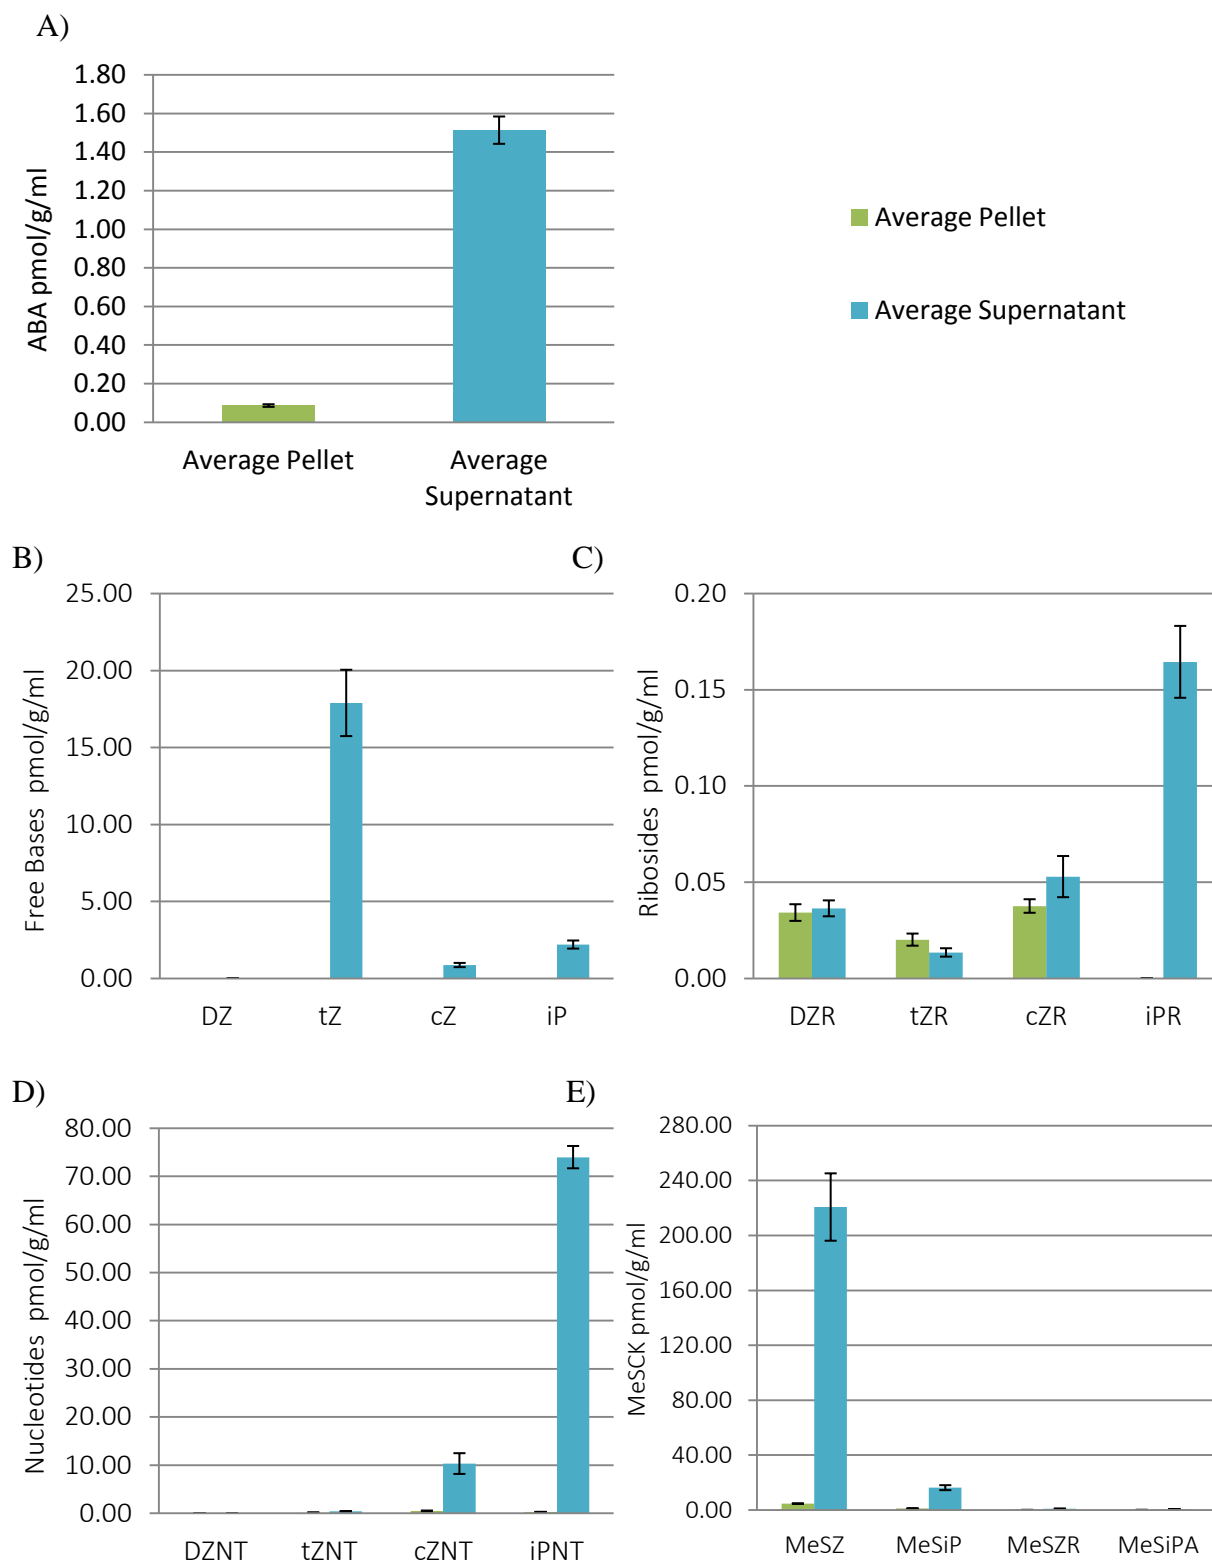 A)
ABA pmol/g/ml
1.80
1.60
1.40
1.20
1.00
0.80
0.60
0.40
0.20
0.00
Average Pellet
Average
Supernatant
Average Pellet
Average Supernatant
B)
Free Bases pmol/g/ml
25.00
20.00
15.00
10.00
5.00
0.00
DZ tZ cZ iP
C)
Ribosides pmol/g/ml
0.20
0.15
0.10
0.05
0.00
DZR tZR cZR iPR
D)
Nucleotides pmol/g/ml
80.00
70.00
60.00
50.00
40.00
30.00
20.00
10.00
0.00
DZNT tZNT cZNT iPNT
E)
MeSCK pmol/g/ml
280.00
240.00
200.00
160.00
120.00
80.00
40.00
0.00
MeSZ MeSiP MeSZR MeSiPA